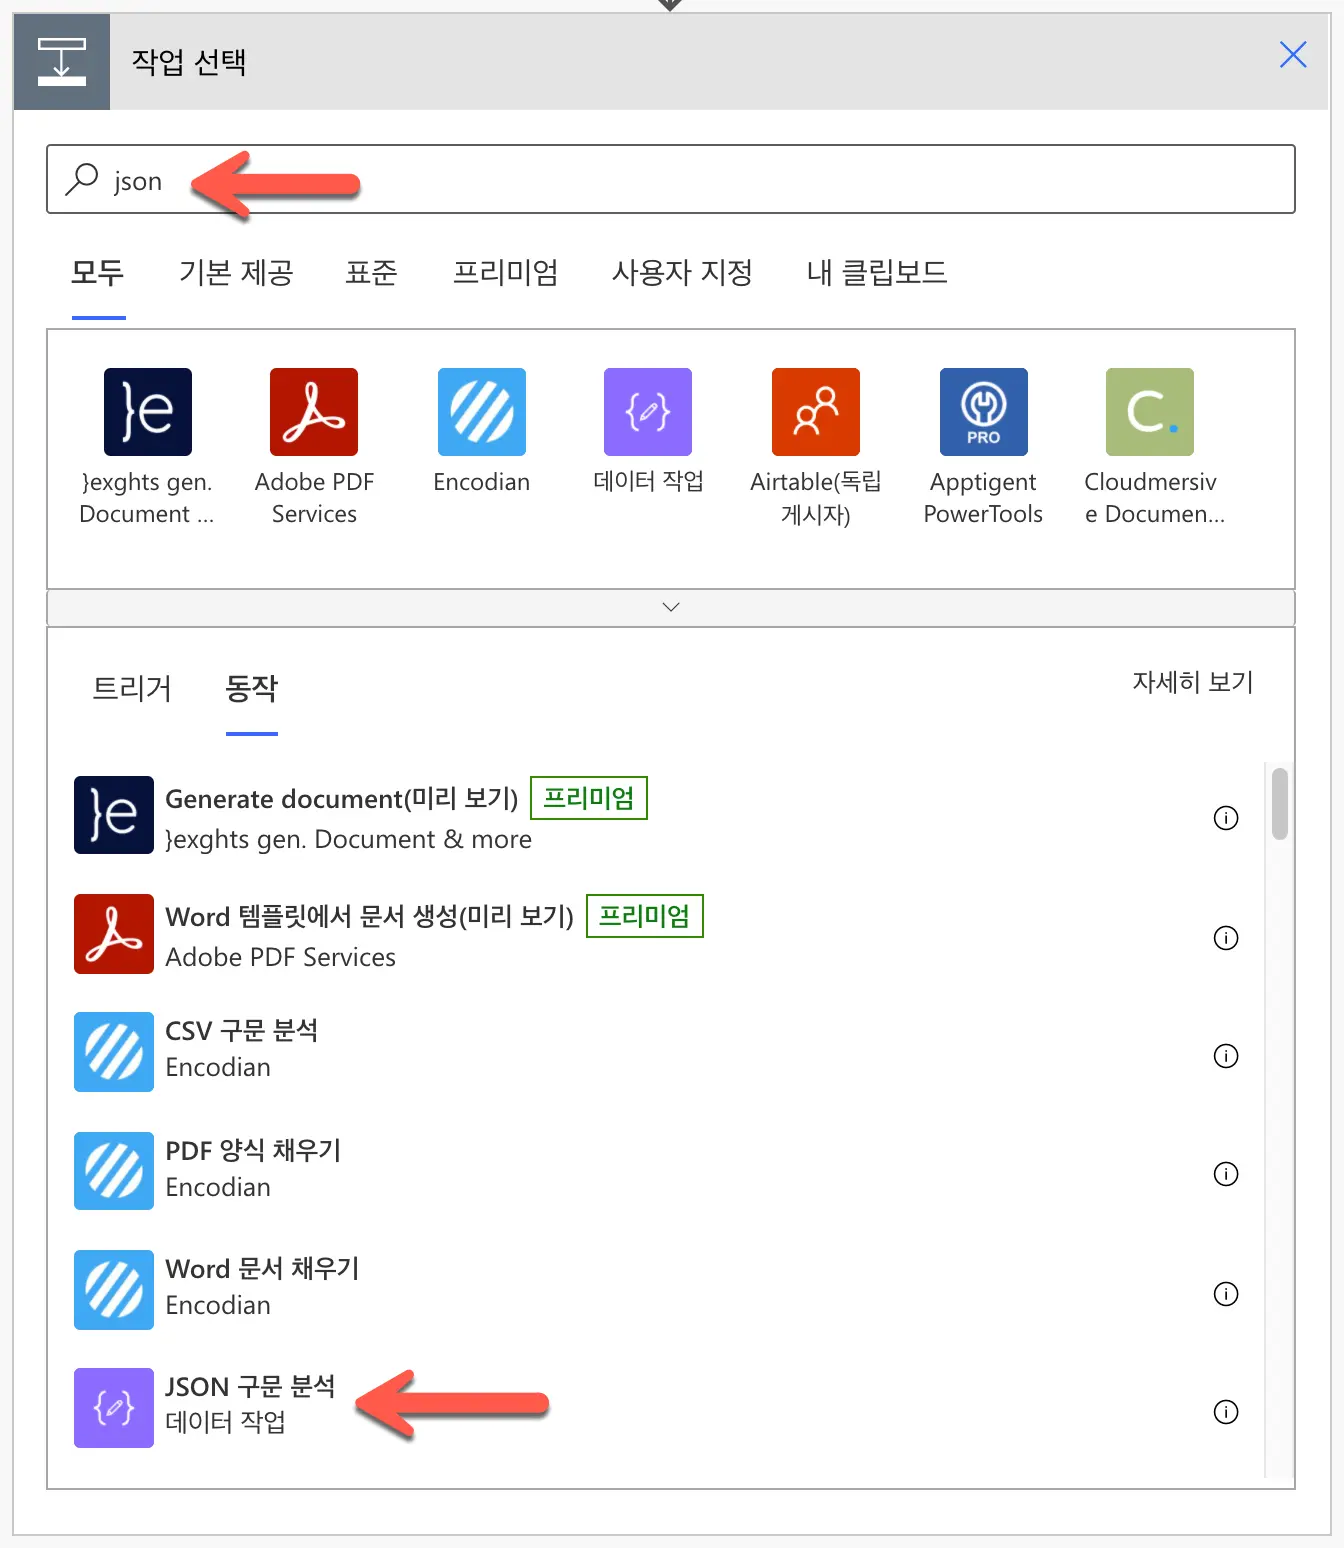 작업 선택
json
모두 기본 제공 표준 프리미엄 사용자 지정 내 클립보드
}e
PRO
C.
}exghts gen.
Document ...
Adobe PDF
Services
Encodian
데이터 작업
Airtable(독립
게시자)
Apptigent
PowerTools
Cloudmersiv
e Documen...
트리거 동작 자세히 보기
}e
Generate document(미리 보기) 프리미엄
}exghts gen. Document & more
Word 템플릿에서 문서 생성(미리 보기) 프리미엄
Adobe PDF Services
CSV 구문 분석
Encodian
PDF 양식 채우기
Encodian
Word 문서 채우기
Encodian
JSON 구문 분석
데이터 작업